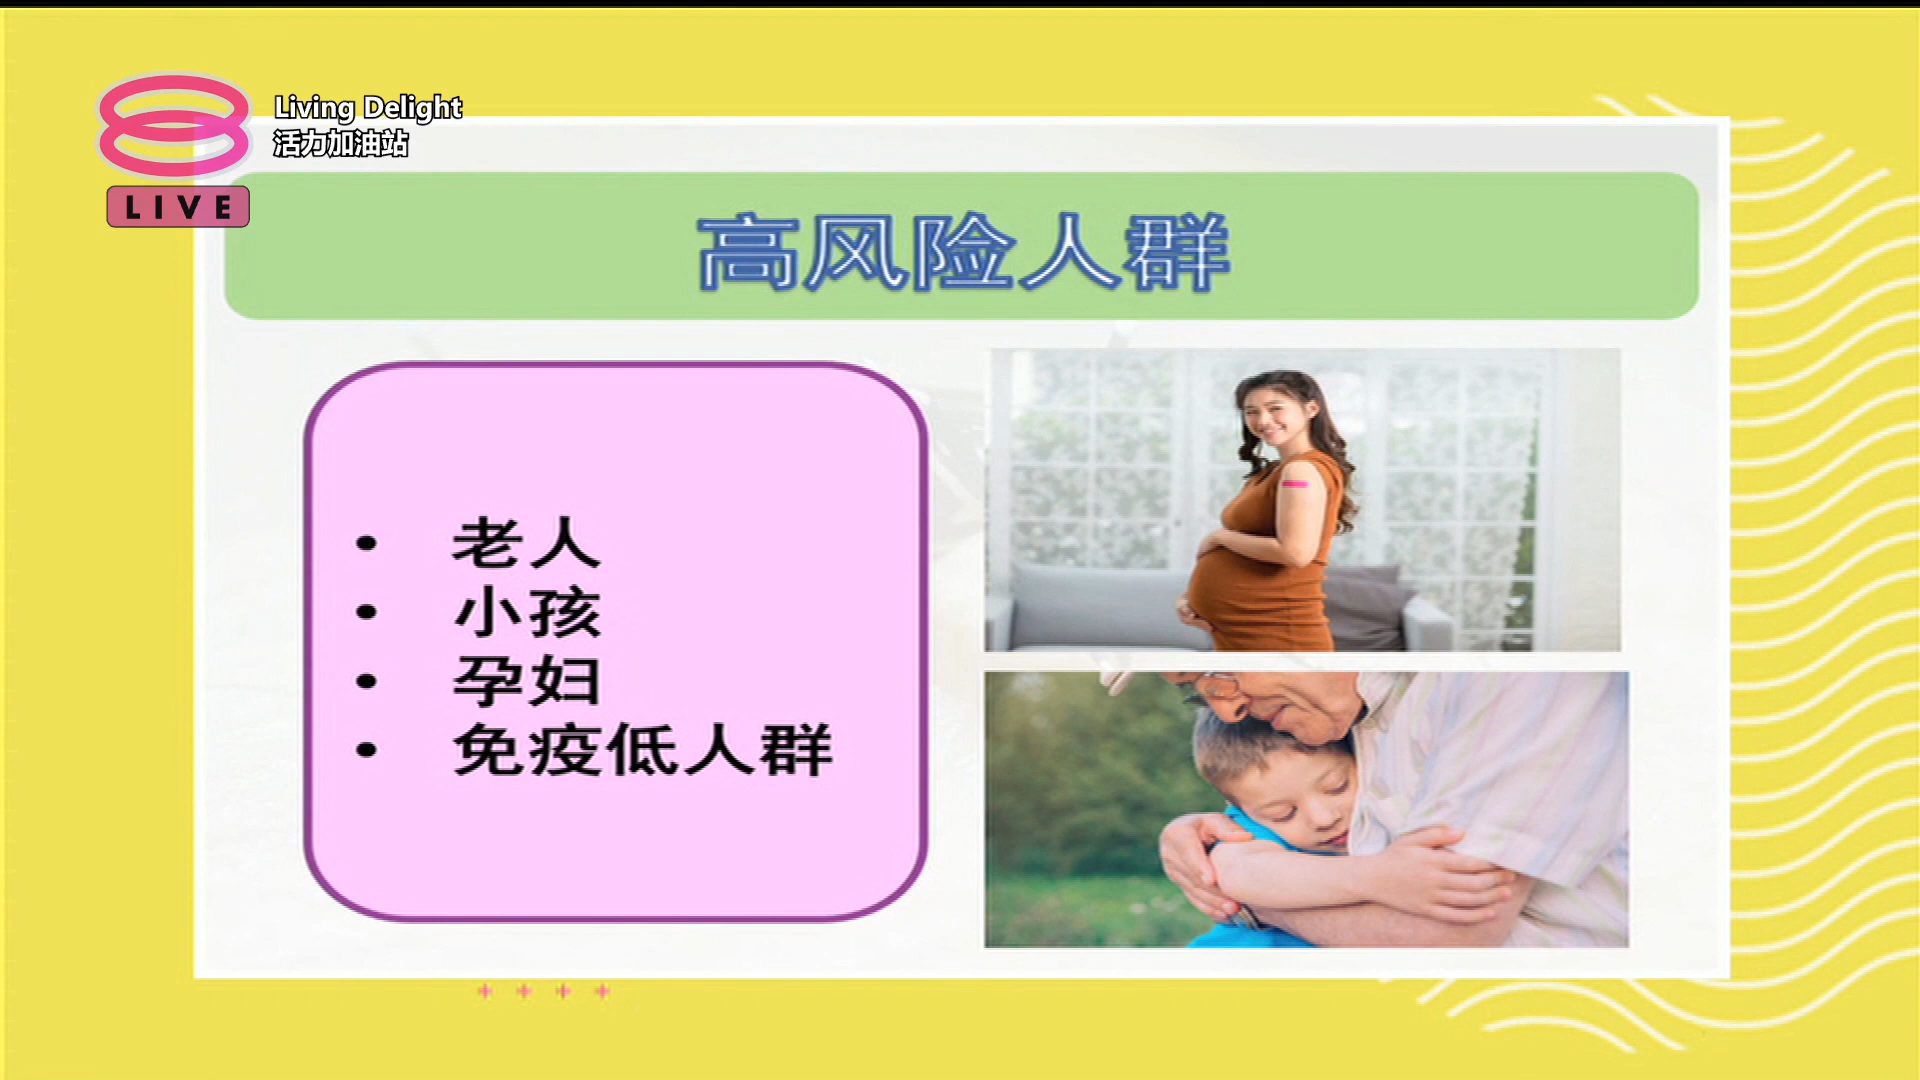 Living Delight
活力加油站
LIVE
高风险人群
• 老人
• 小孩
• 孕妇
• 免疫低人群